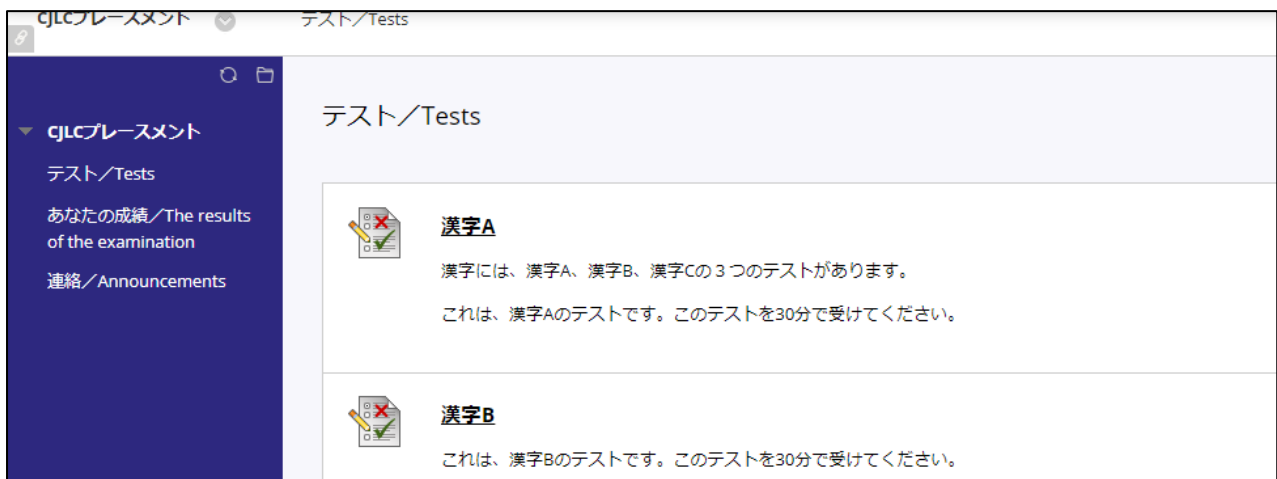 CJLCプレースメント
テスト／Tests
CJLCプレースメント
テスト／Tests
あなたの成績／The results
of the examination
連絡／Announcements
テスト／Tests
漢字A
漢字には、漢字A、漢字B、漢字Cの３つのテストがあります。
これは、漢字Aのテストです。このテストを30分で受けてください。
漢字B
これは、漢字Bのテストです。このテストを30分で受けてください。